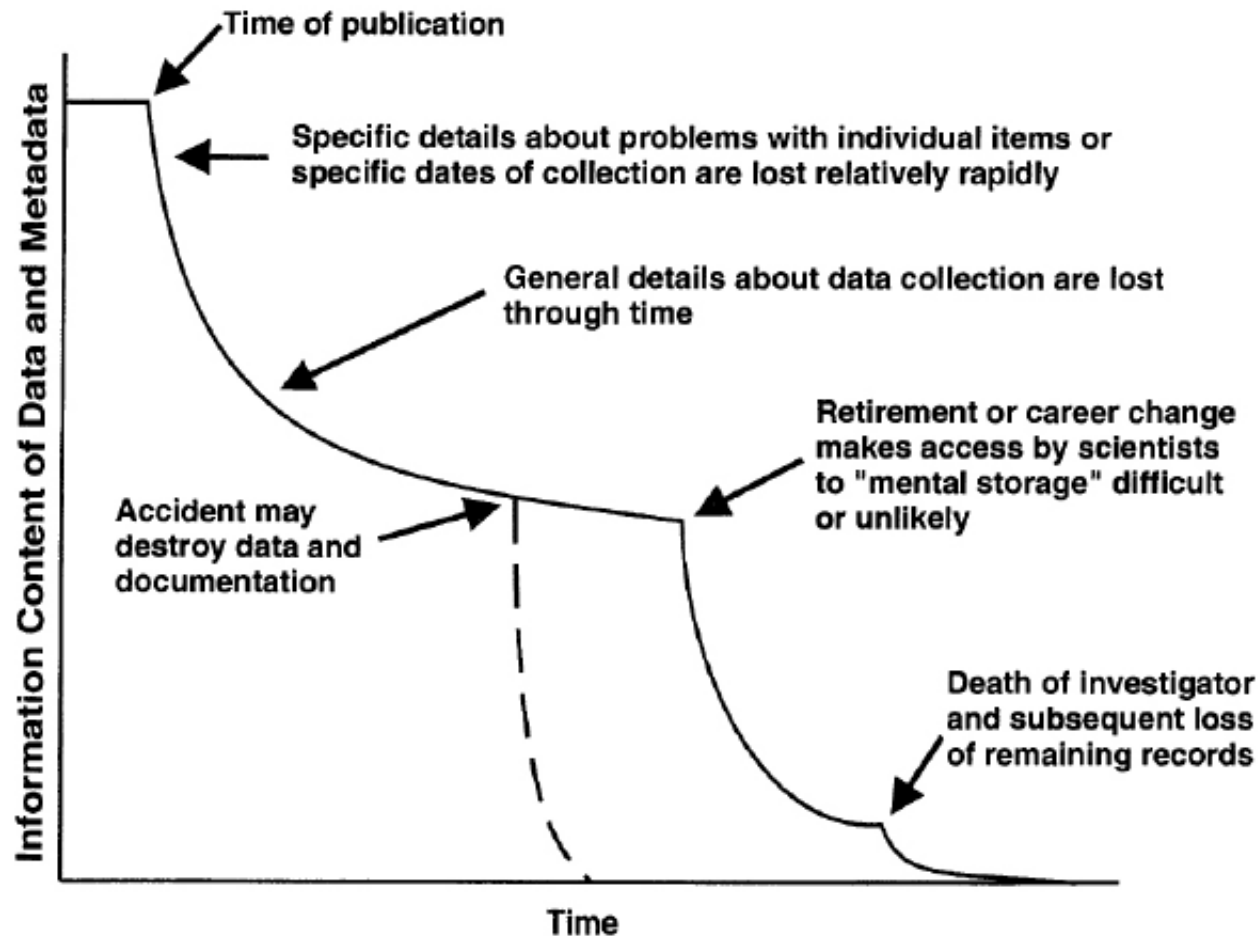 Time of publication
Specific details about problems with individual items or
specific dates of collection are lost relatively rapidly
General details about data collection are lost
through time
Retirement or career change
makes access by scientists
to "mental storage" difficult
or unlikely
Accident may
destroy data and
documentation
Death of investigator
and subsequent loss
of remaining records
Information Content of Data and Metadata
Time